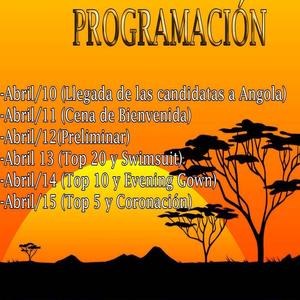 PROGRAMACIÓN
-Abril/10 (Llegada de las candidatas a Angola)
-Abril/11 (Cena de Bienvenida)
-Abril/12(Preliminar)
-Abril 13 (Top 20 y Swimsuit)
-Abril/14 (Top 10 y Evening Gown)
-Abril/15 (Top 5 y Coronación)